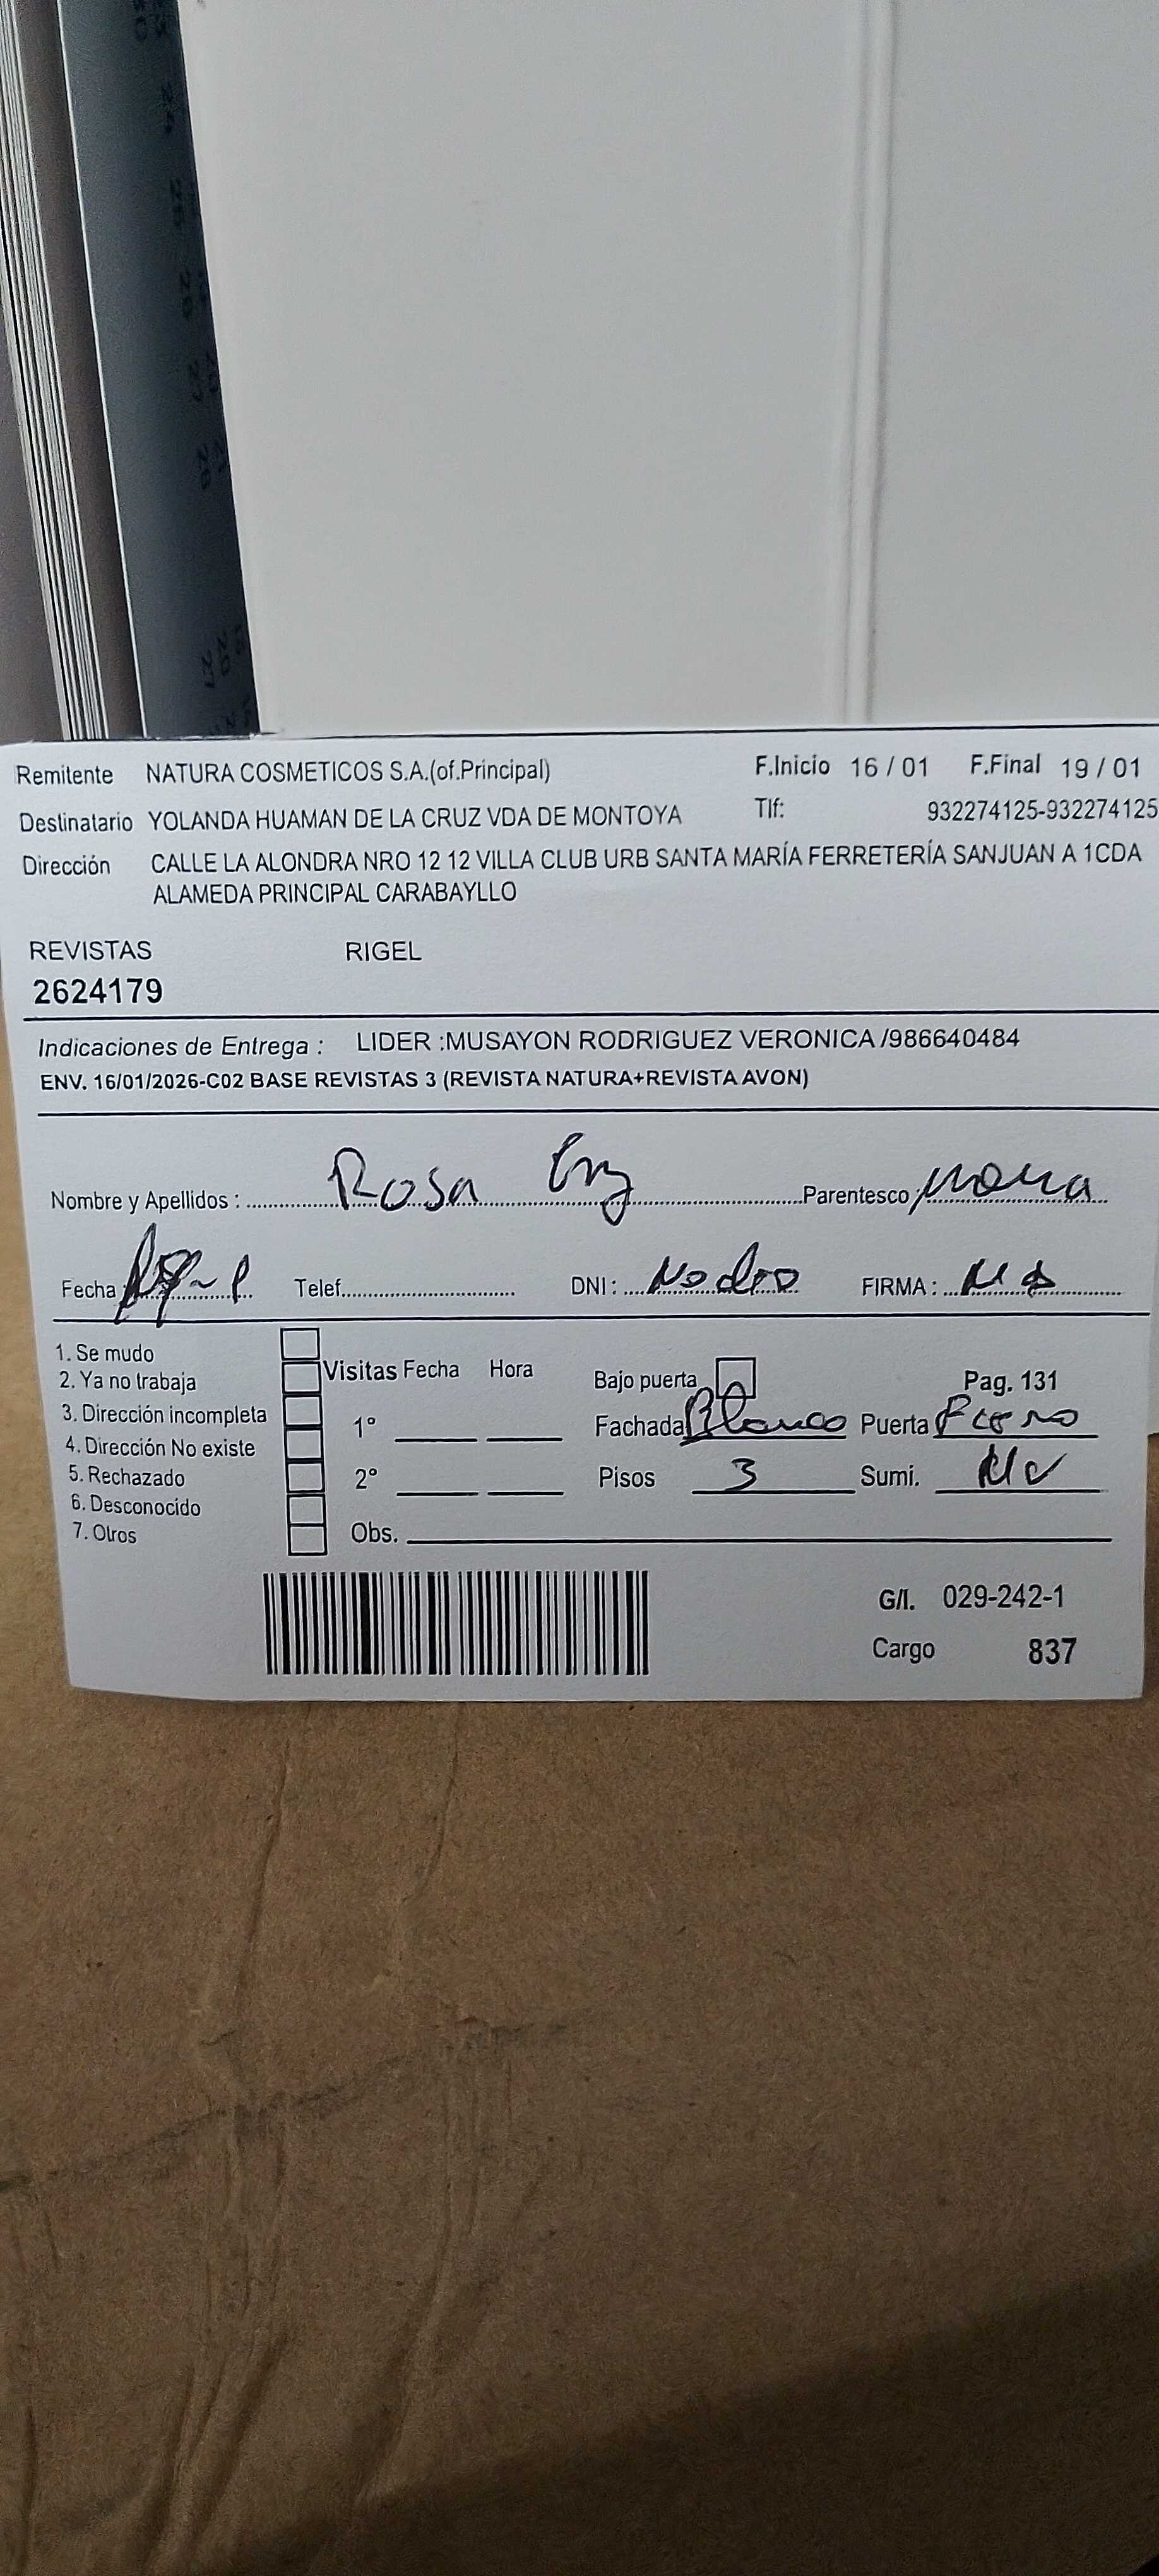 Remitente NATURA COSMETICOS S.A.(of.Principal) F.Inicio 16 / 01 F.Final 19 / 01
Destinatario YOLANDA HUAMAN DE LA CRUZ VDA DE MONTOYA Tlf: 932274125-932274125
Dirección CALLE LA ALONDRA NRO 12 12 VILLA CLUB URB SANTA MARÍA FERRETERÍA SANJUAN A 1CDA
ALAMEDA PRINCIPAL CARABAYLLO
REVISTAS RIGEL
2624179
Indicaciones de Entrega : LIDER :MUSAYON RODRIGUEZ VERONICA /986640484
ENV. 16/01/2026-C02 BASE REVISTAS 3 (REVISTA NATURA+REVISTA AVON)
Nombre y Apellidos : Rosa Parentesco
Fecha Telef. DNI : No dio FIRMA :
1. Se mudo
2. Ya no trabaja
3. Dirección incompleta
4. Dirección No existe
5. Rechazado
6. Desconocido
7. Otros
Visitas Fecha Hora
1°
2°
Obs.
Bajo puerta Pag. 131
Fachada Blanco Puerta Fierro
Pisos 3 Sumi.
G/I. 029-242-1
Cargo 837